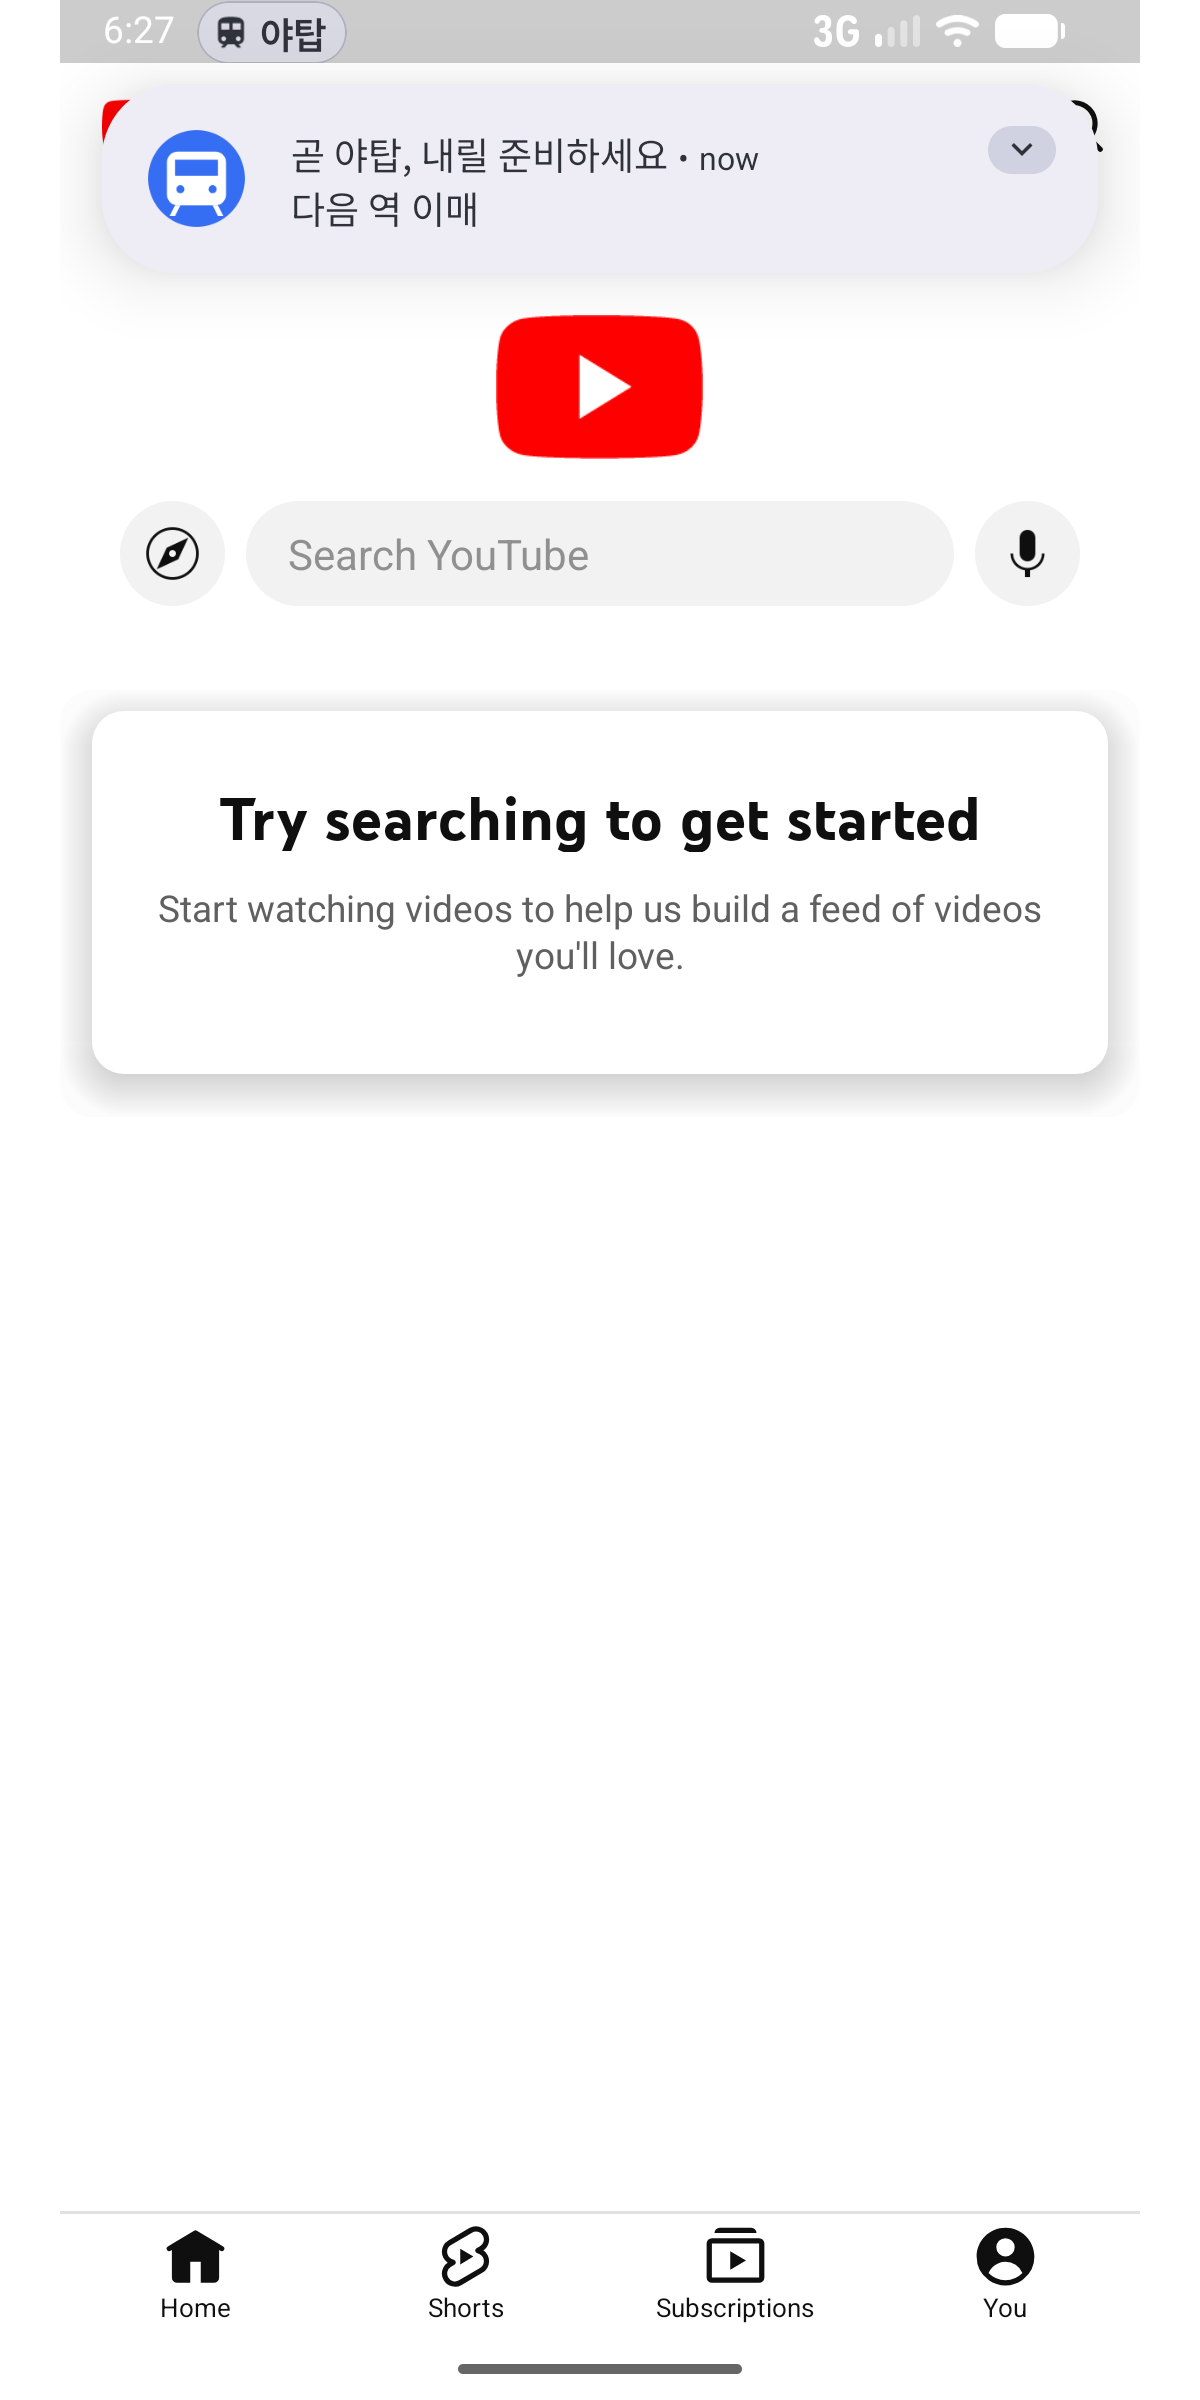 6:27 야탑 3G
곧 야탑, 내릴 준비하세요 • now
다음 역 이매
Search YouTube
Try searching to get started
Start watching videos to help us build a feed of videos
you'll love.
Home Shorts Subscriptions You